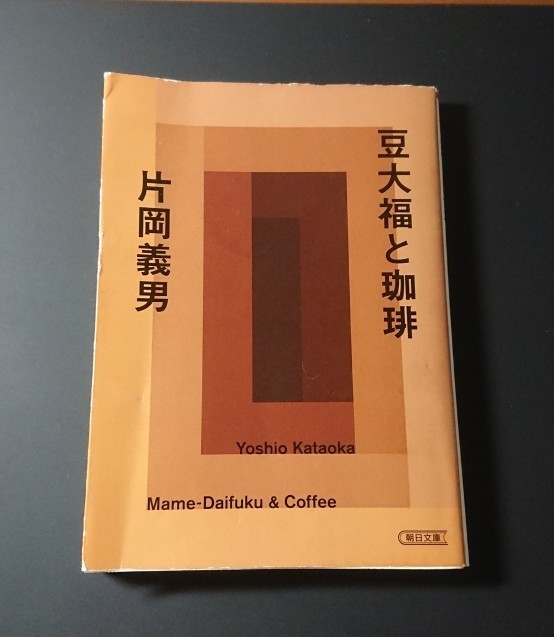 豆大福と珈琲
片岡義男
Yoshio Kataoka
Mame-Daifuku & Coffee
朝日文庫